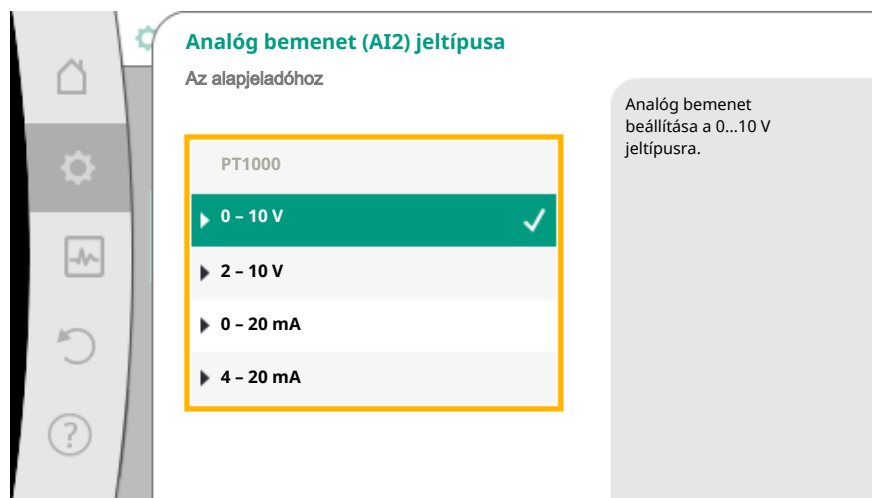 Analóg bemenet (AI2) jeltípusa
Az alapjeladóhoz
PT1000
0 – 10 V
2 – 10 V
0 – 20 mA
4 – 20 mA
Analóg bemenet
beállítása a 0...10 V
jeltípusra.
?